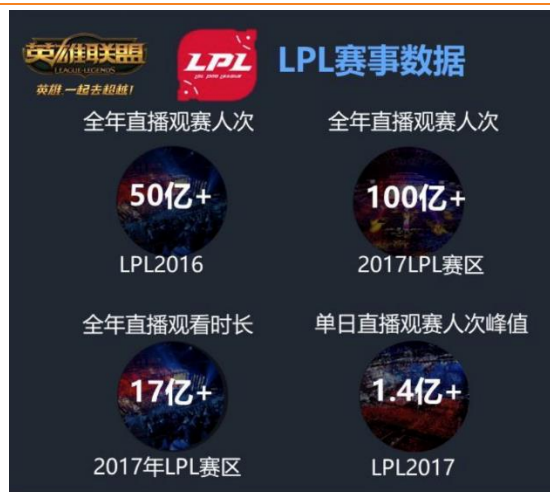 英雄联盟
LEAGUE LEGENDS
英雄,一起去超越!
LPL
LPL赛事数据
全年直播观赛人次
全年直播观赛人次
50亿+
100亿+
LPL2016
2017LPL赛区
全年直播观看时长
单日直播观赛人次峰值
17亿+
1.4亿+
2017年LPL赛区
LPL2017